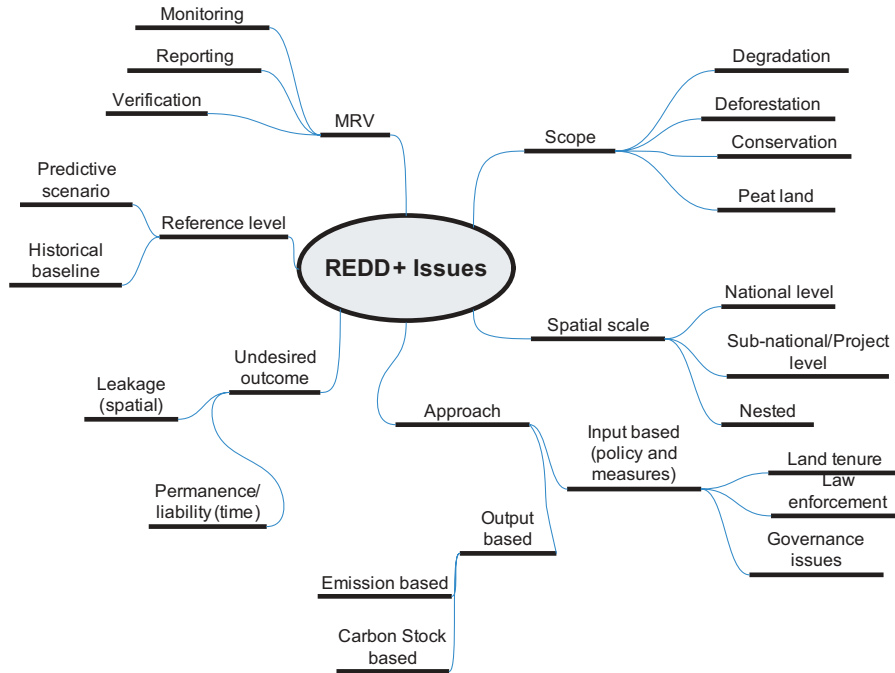 Monitoring
Reporting
Verification
MRV
Predictive
scenario
Historical
baseline
Reference level
REDD+ Issues
Scope
Degradation
Deforestation
Conservation
Peat land
Spatial scale
National level
Sub-national/Project
level
Nested
Undesired
outcome
Leakage
(spatial)
Permanence/
liability (time)
Approach
Input based
(policy and
measures)
Land tenure
Law
enforcement
Governance
issues
Output
based
Emission based
Carbon Stock
based